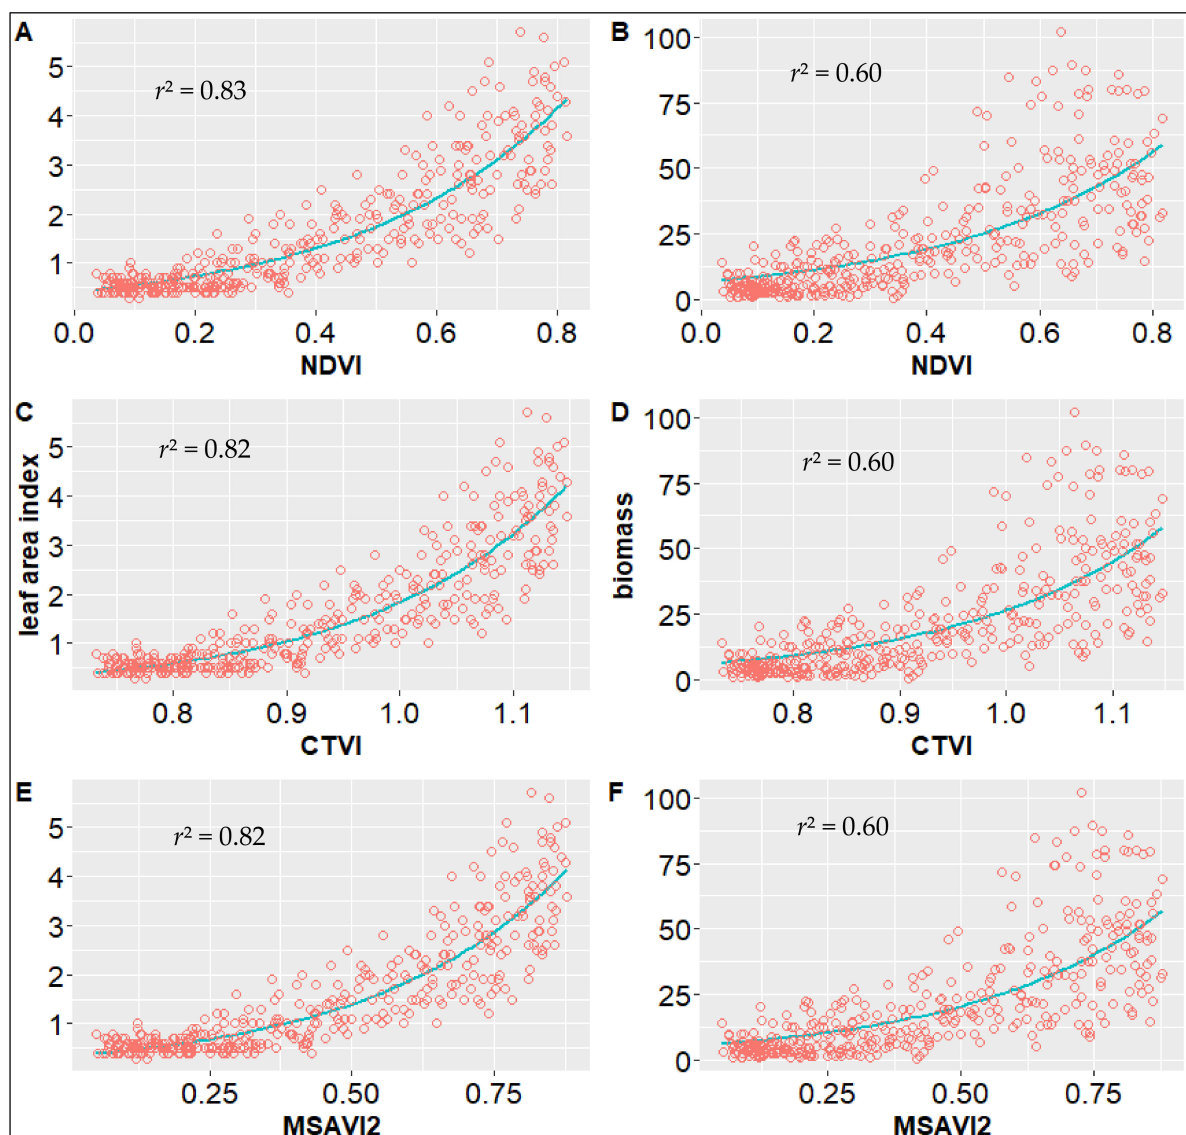 A
r² = 0.83
5
4
3
2
1
0.0 0.2 0.4 0.6 0.8
NDVI
B
r² = 0.60
100
75
50
25
0
0.0 0.2 0.4 0.6 0.8
NDVI
C
r² = 0.82
leaf area index
5
4
3
2
1
0.8 0.9 1.0 1.1
CTVI
D
r² = 0.60
biomass
100
75
50
25
0
0.8 0.9 1.0 1.1
CTVI
E
r² = 0.82
5
4
3
2
1
0.25 0.50 0.75
MSAVI2
F
r² = 0.60
100
75
50
25
0
0.25 0.50 0.75
MSAVI2